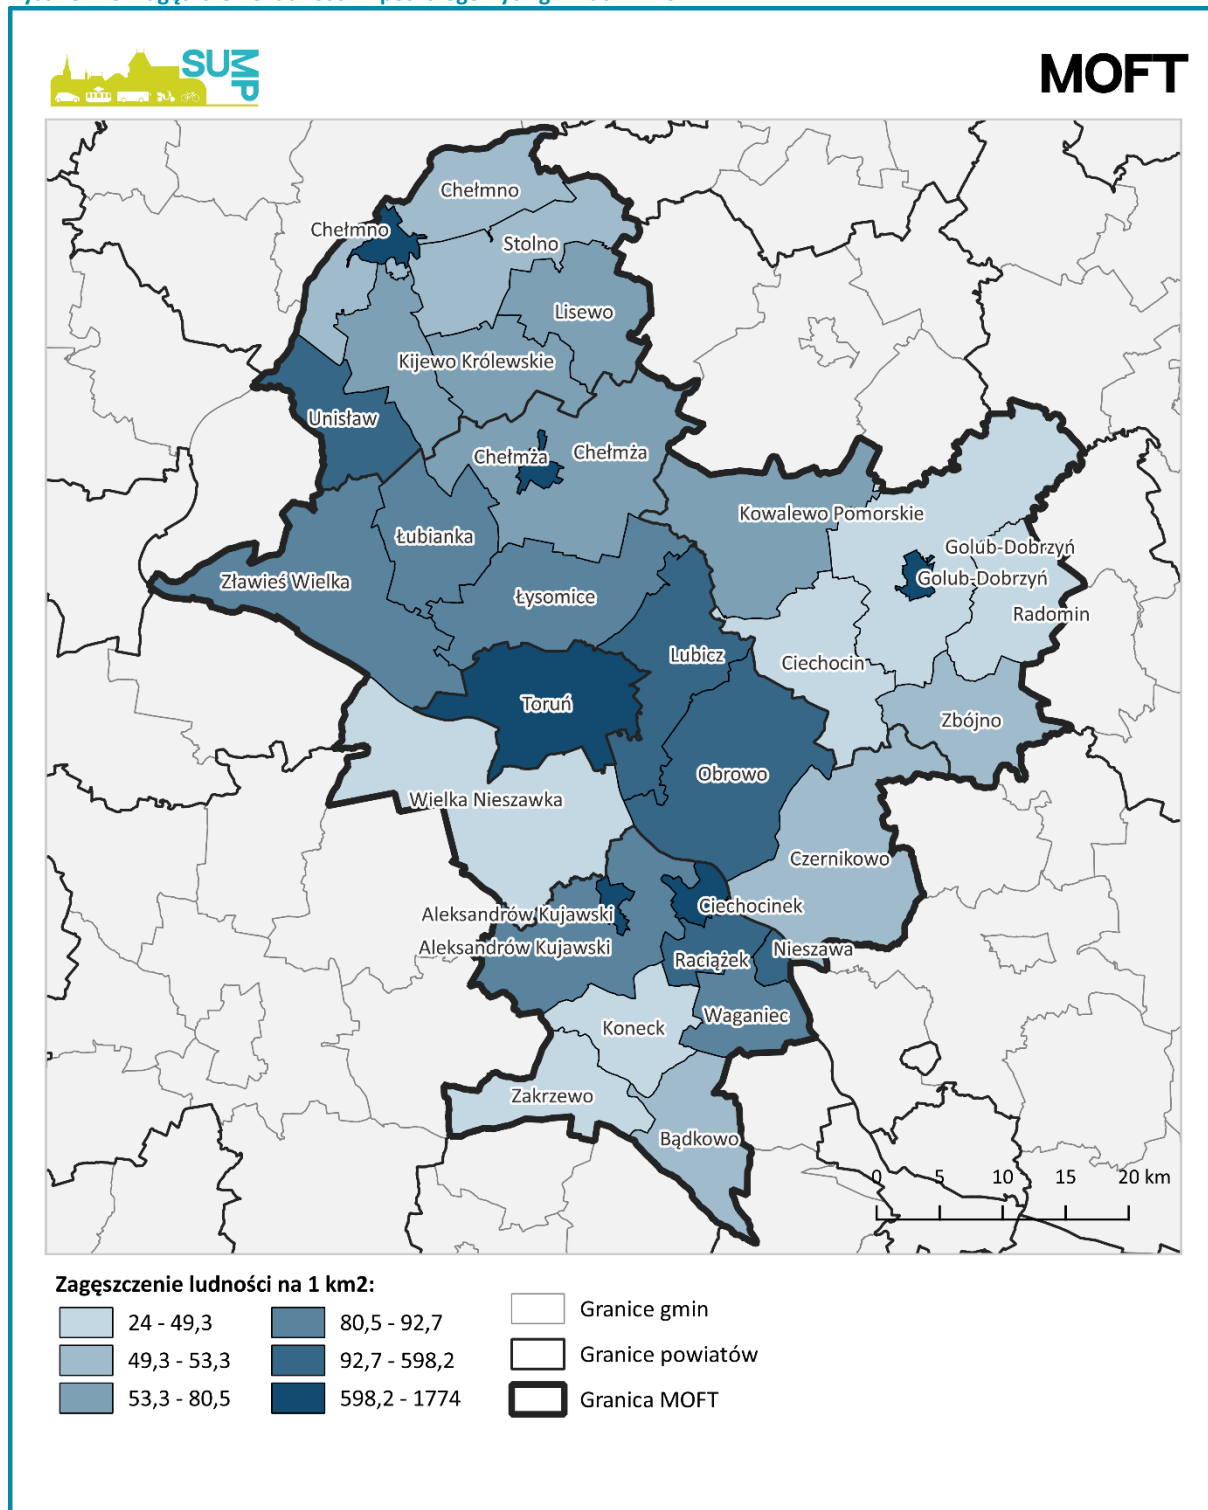 SUMP
MOFT
Chełmno
Chełmno
Stolno
Lisewo
Kijewo Królewskie
Unisław
Chełmża
Chełmża
Kowalewo Pomorskie
Łubianka
Golub-Dobrzyń
Golub-Dobrzyń
Zławieś Wielka
Łysomice
Radomin
Lubicz
Ciechocin
Toruń
Zbójno
Obrowo
Wielka Nieszawka
Czernikowo
Ciechocinek
Aleksandrów Kujawski
Aleksandrów Kujawski
Nieszawa
Raciążek
Waganiec
Koneck
Zakrzewo
Bądkowo
0 5 10 15 20 km
Zagęszczenie ludności na 1 km2:
24 - 49,3
49,3 - 53,3
53,3 - 80,5
80,5 - 92,7
92,7 - 598,2
598,2 - 1774
Granice gmin
Granice powiatów
Granica MOFT